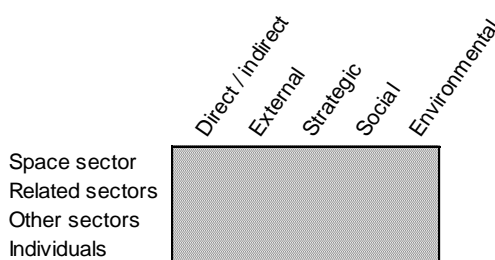 Direct / indirect
External
Strategic
Social
Environmental
Space sector
Related sectors
Other sectors
Individuals